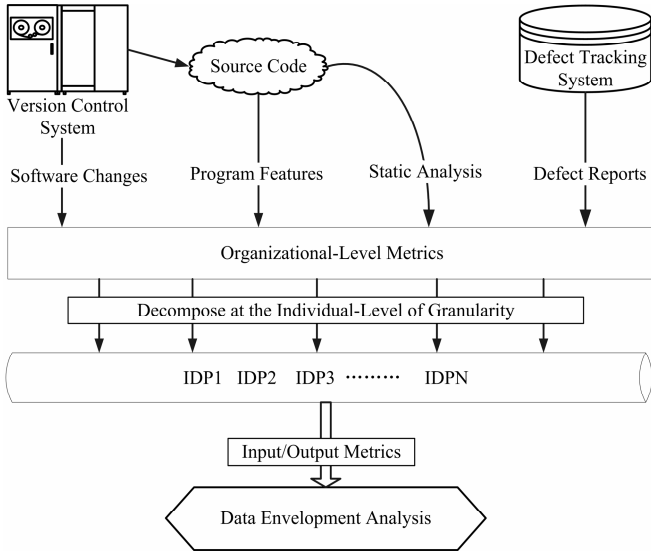 Version Control
System
Source Code
Defect Tracking
System
Software Changes
Program Features
Static Analysis
Defect Reports
Organizational-Level Metrics
Decompose at the Individual-Level of Granularity
IDP1 IDP2 IDP3 ········· IDPN
Input/Output Metrics
Data Envelopment Analysis